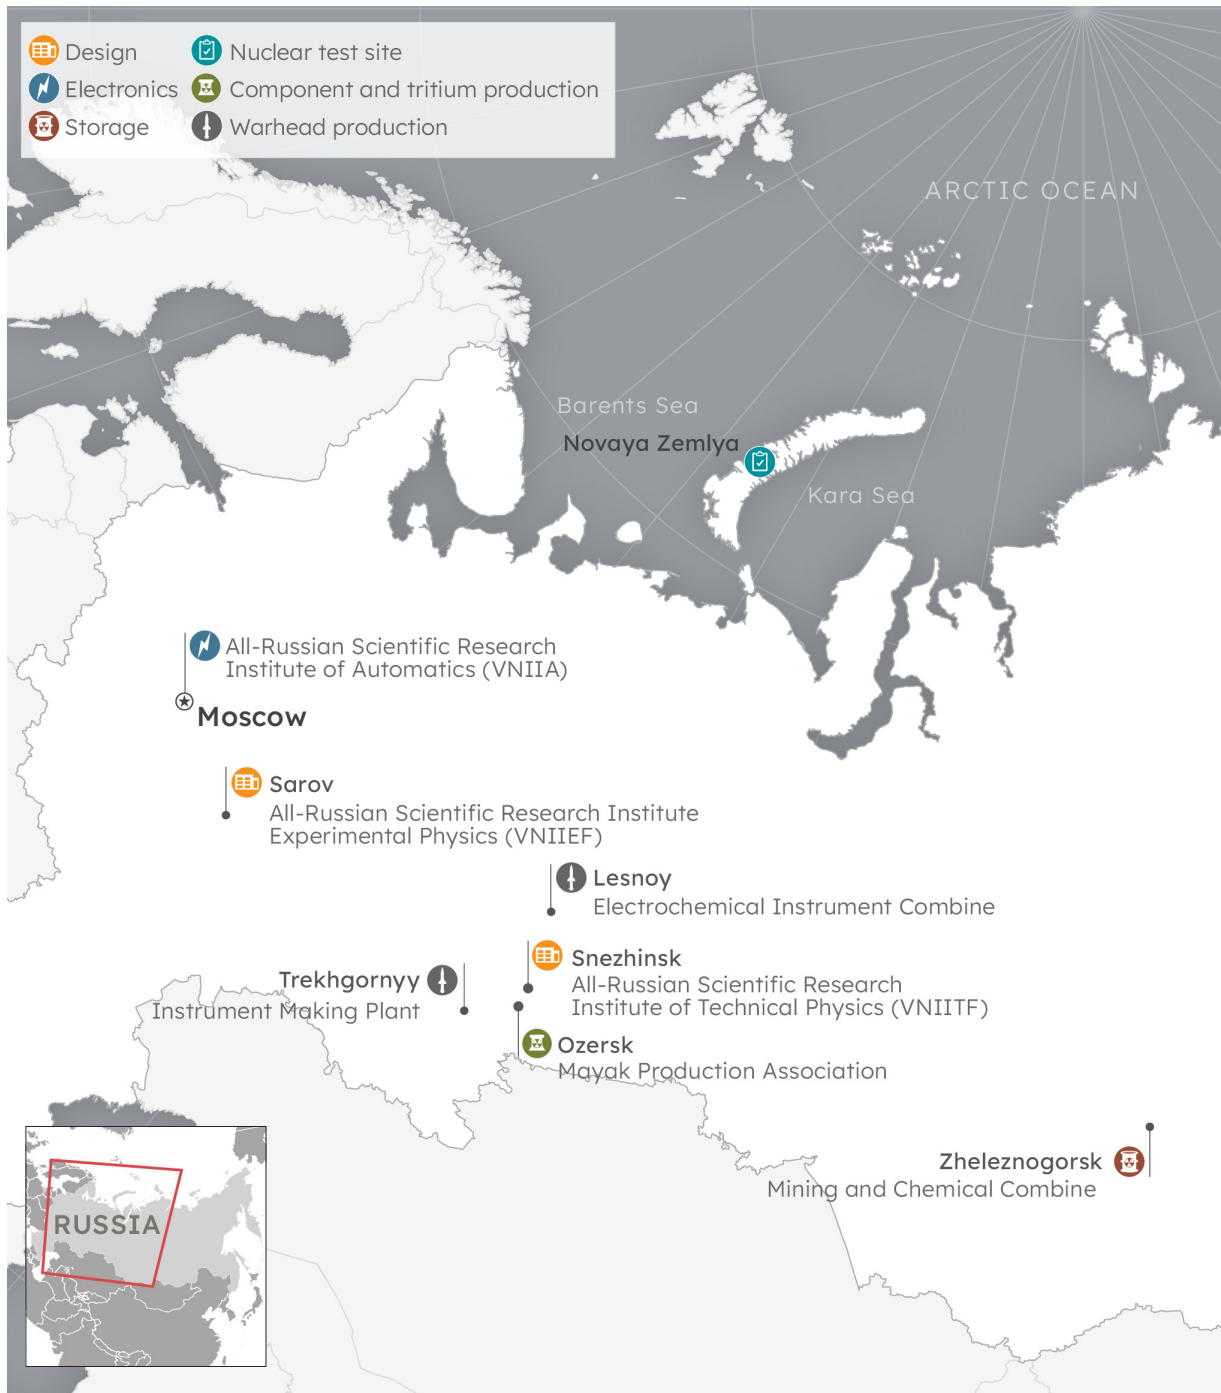 Design
Nuclear test site
Electronics
Component and tritium production
Storage
Warhead production
ARCTIC OCEAN
Barents Sea
Novaya Zemlya
Kara Sea
All-Russian Scientific Research
Institute of Automatics (VNIIA)
Moscow
Sarov
All-Russian Scientific Research Institute
Experimental Physics (VNIIEF)
Lesnoy
Electrochemical Instrument Combine
Snezhinsk
All-Russian Scientific Research
Institute of Technical Physics (VNIITF)
Trekhgornyy
Instrument Making Plant
Ozersk
Mayak Production Association
Zheleznogorsk
Mining and Chemical Combine
RUSSIA